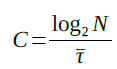 C = log₂ N / τ̄